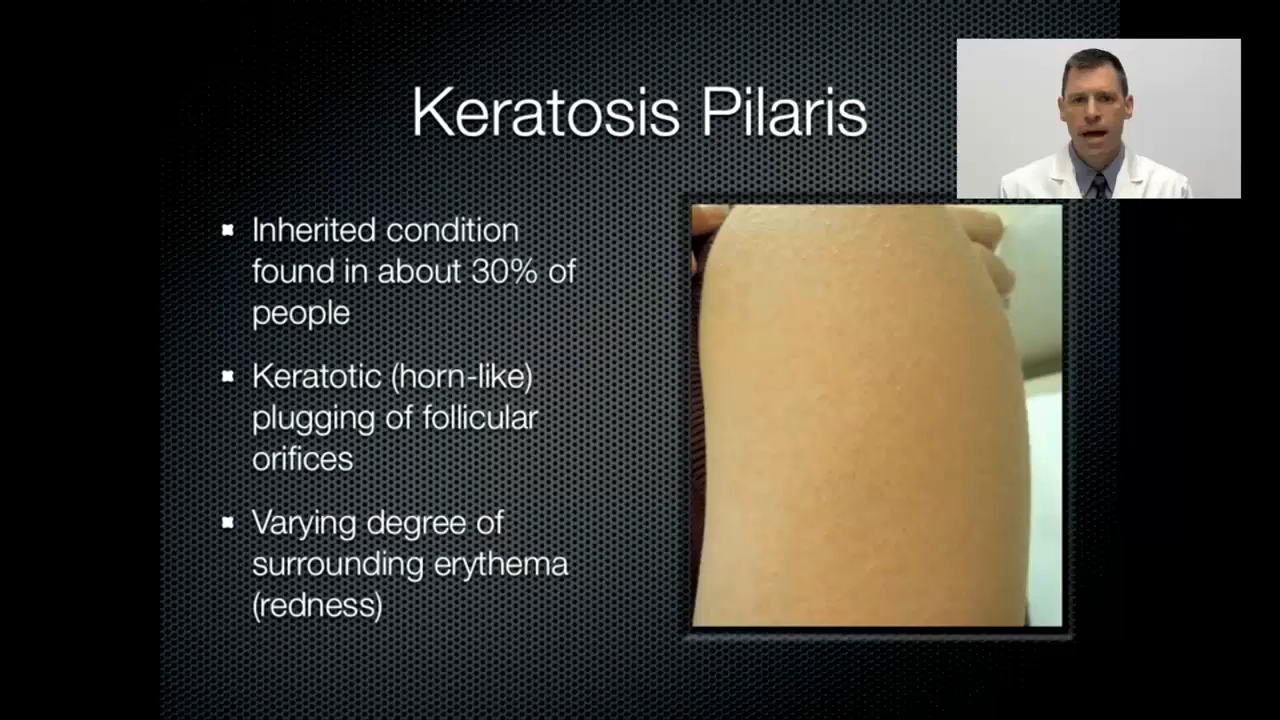 Keratosis Pilaris
Inherited condition
found in about 30% of
people
Keratotic (horn-like)
plugging of follicular
orifices
Varying degree of
surrounding erythema
(redness)